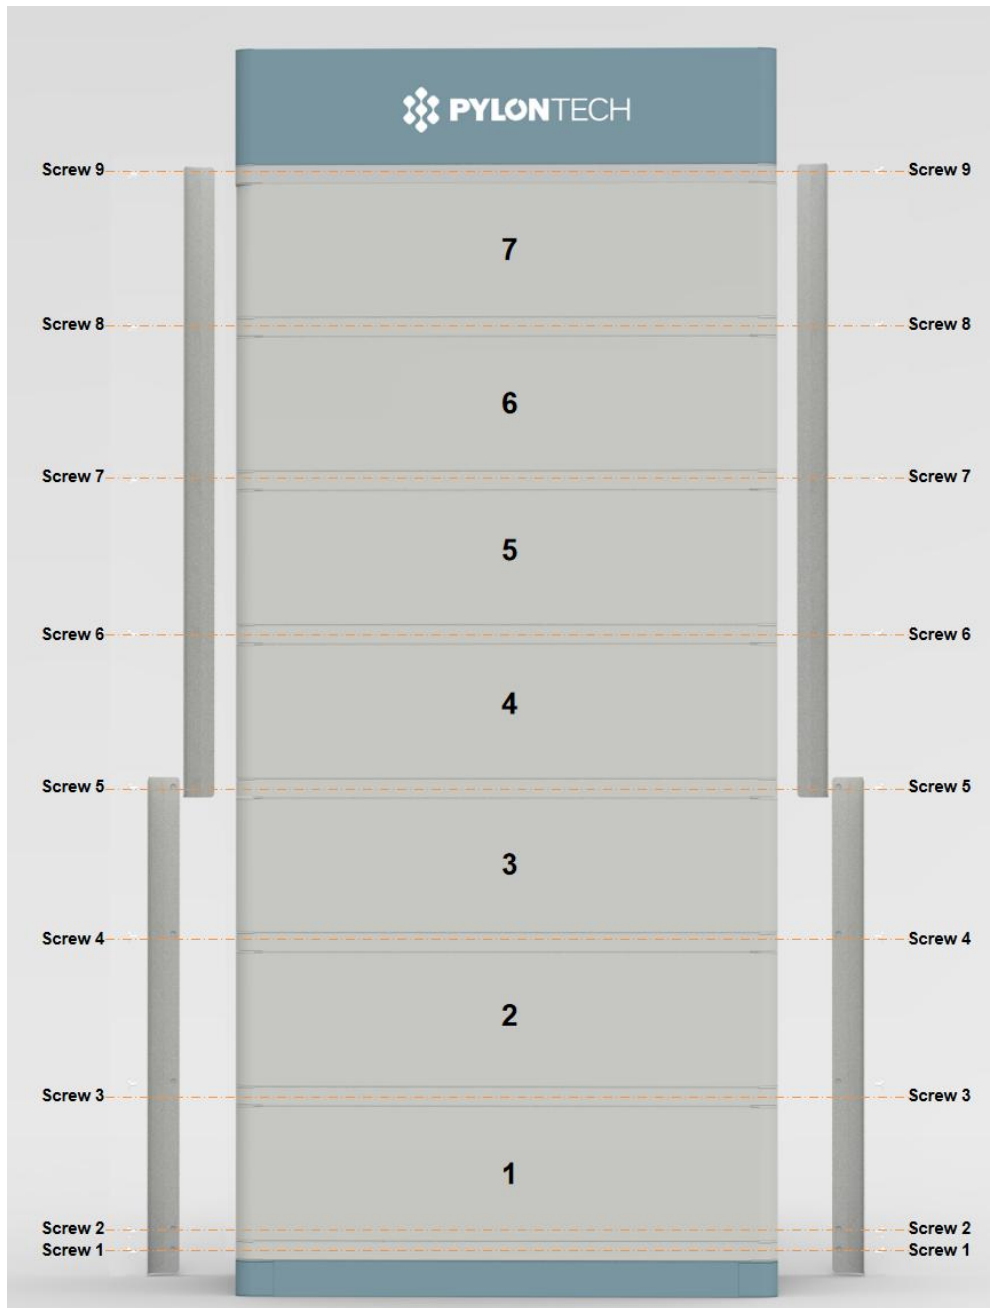 PYLONTECH
Screw 9 Screw 9
7
Screw 8 Screw 8
6
Screw 7 Screw 7
5
Screw 6 Screw 6
4
Screw 5 Screw 5
3
Screw 4 Screw 4
2
Screw 3 Screw 3
1
Screw 2 Screw 2
Screw 1 Screw 1